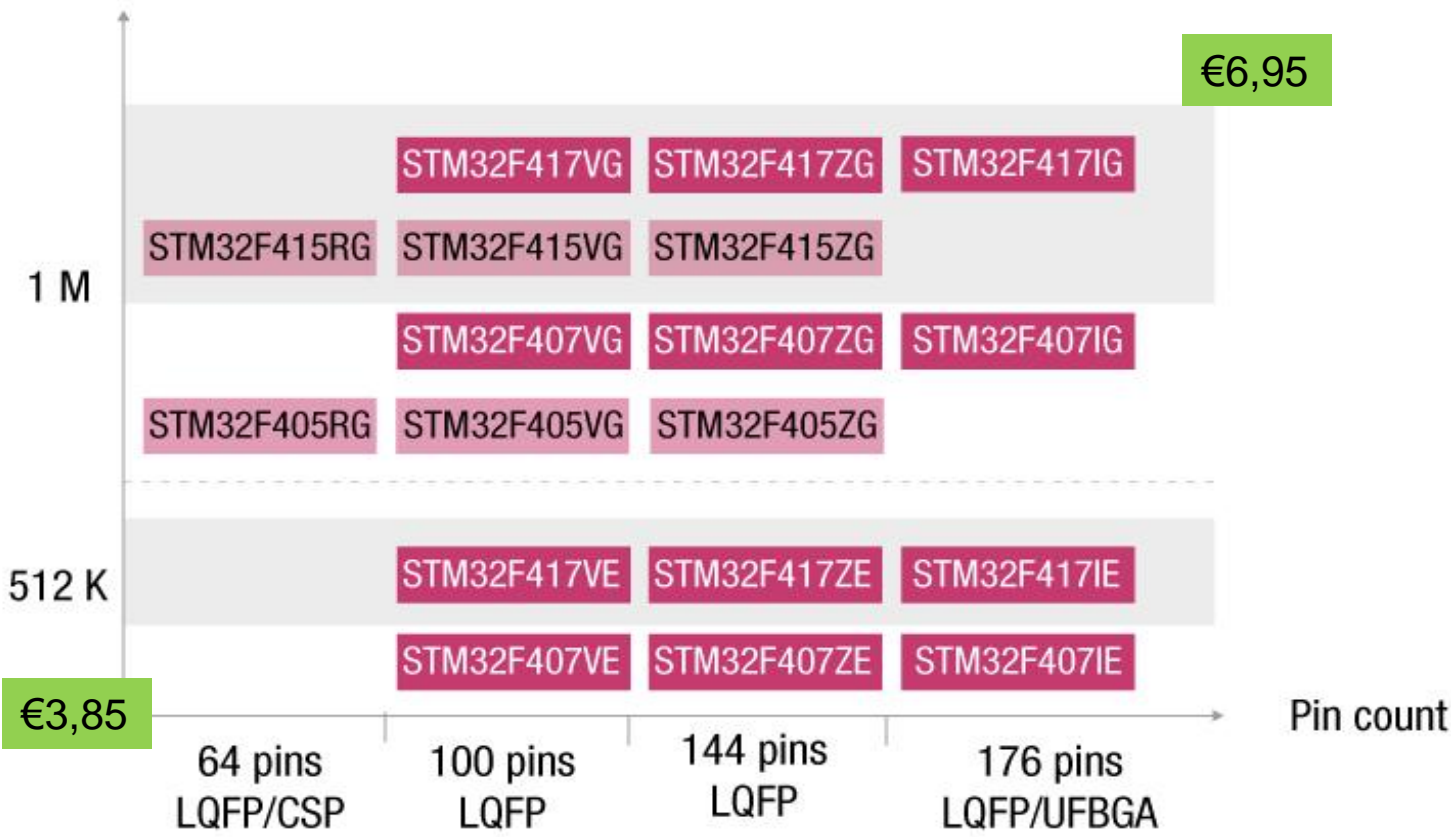 €6,95
STM32F417VG STM32F417ZG STM32F417IG
STM32F415RG STM32F415VG STM32F415ZG
1 M
STM32F407VG STM32F407ZG STM32F407IG
STM32F405RG STM32F405VG STM32F405ZG
STM32F417VE STM32F417ZE STM32F417IE
512 K
STM32F407VE STM32F407ZE STM32F407IE
€3,85
Pin count
64 pins
LQFP/CSP
100 pins
LQFP
144 pins
LQFP
176 pins
LQFP/UFBGA